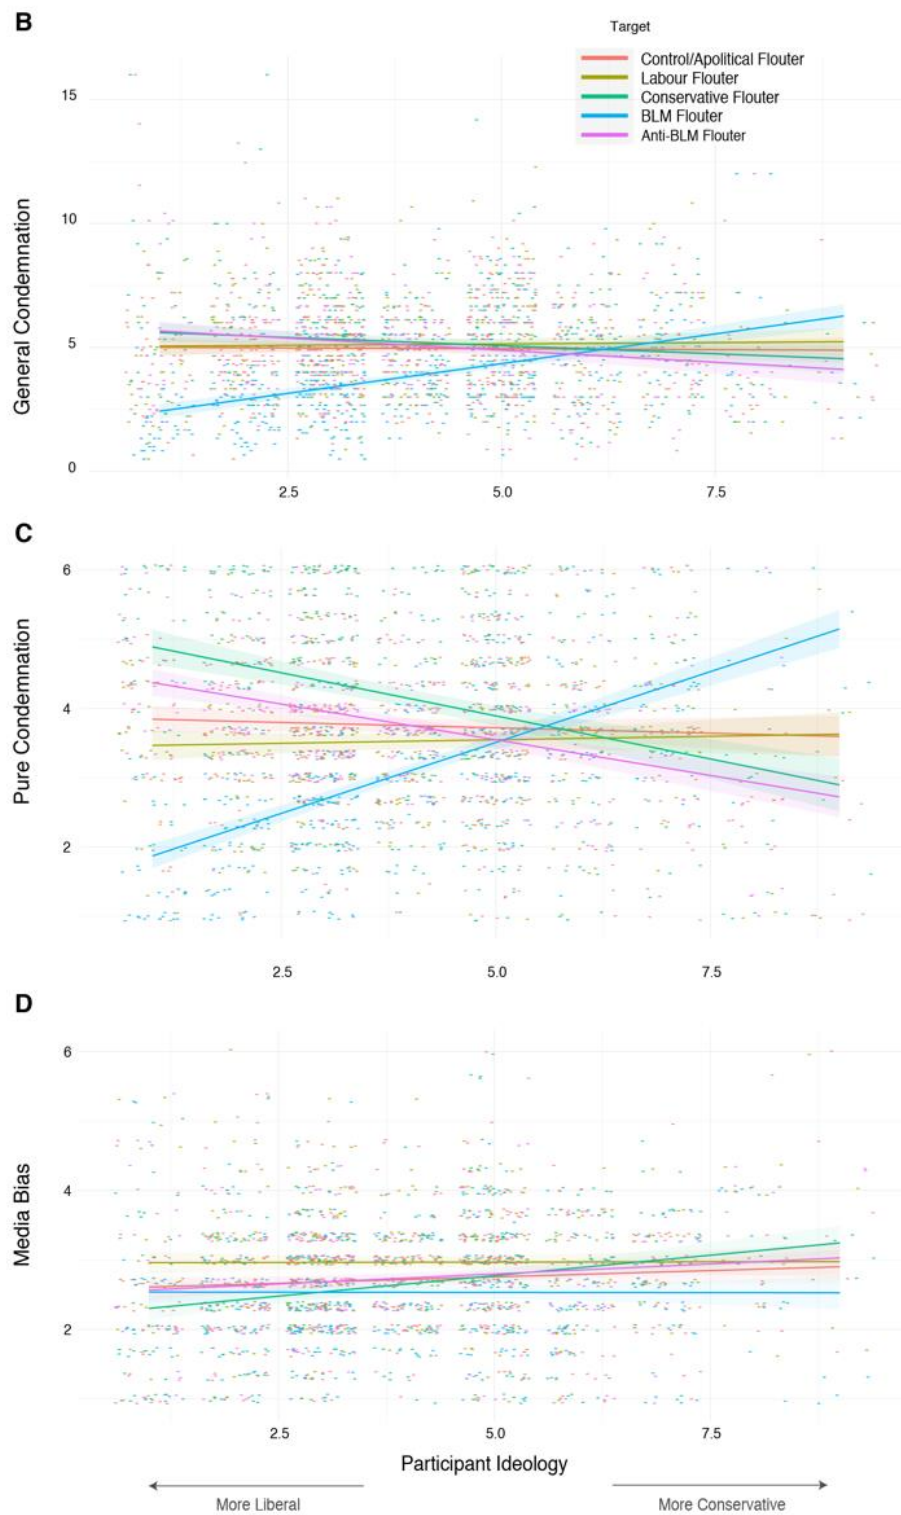 B
Target
Control/Apolitical Flouter
Labour Flouter
Conservative Flouter
BLM Flouter
Anti-BLM Flouter
General Condemnation
15
10
5
0
2.5 5.0 7.5
C
Pure Condemnation
6
4
2
2.5 5.0 7.5
D
Media Bias
6
4
2
2.5 5.0 7.5
Participant Ideology
More Liberal More Conservative